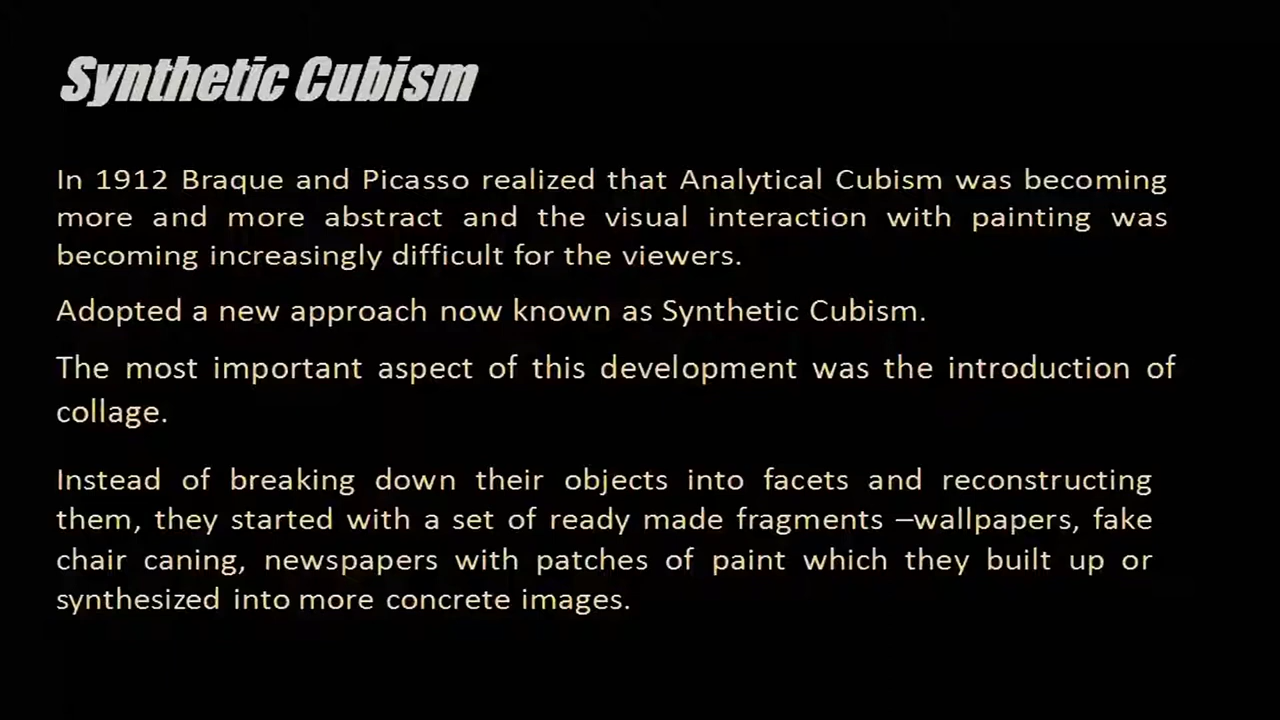 Synthetic Cubism
In 1912 Braque and Picasso realized that Analytical Cubism was becoming
more and more abstract and the visual interaction with painting was
becoming increasingly difficult for the viewers.
Adopted a new approach now known as Synthetic Cubism.
The most important aspect of this development was the introduction of
collage.
Instead of breaking down their objects into facets and reconstructing
them, they started with a set of ready made fragments –wallpapers, fake
chair caning, newspapers with patches of paint which they built up or
synthesized into more concrete images.